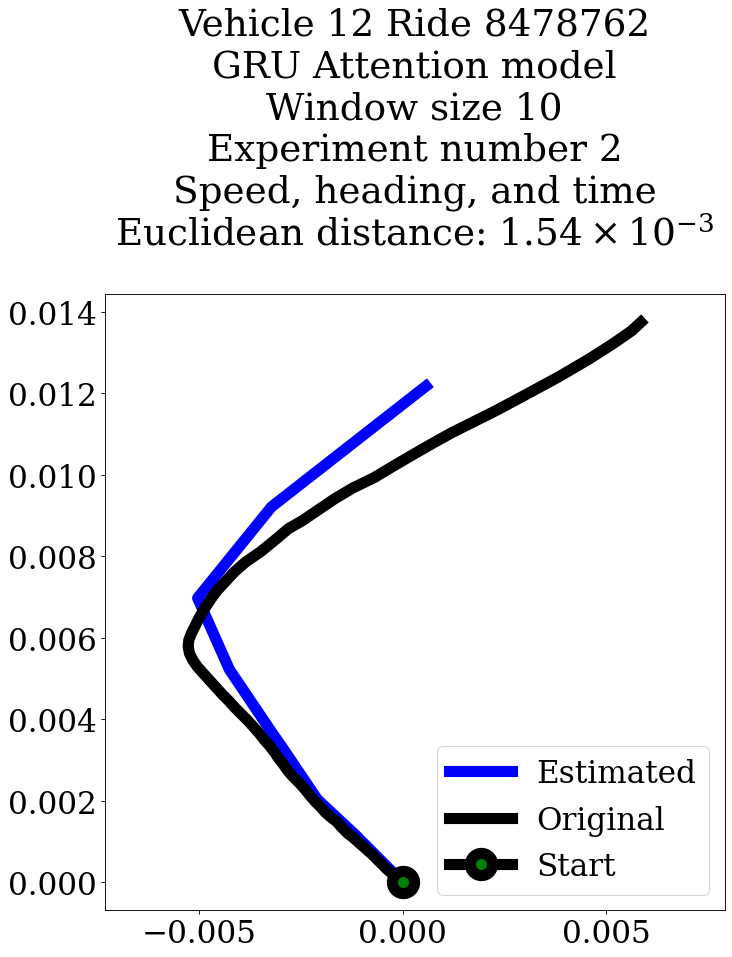 Vehicle 12 Ride 8478762
GRU Attention model
Window size 10
Experiment number 2
Speed, heading, and time
Euclidean distance: 1.54 × 10⁻³
0.014
0.012
0.010
0.008
0.006
0.004
0.002
0.000
Estimated
Original
Start
−0.005
0.000
0.005